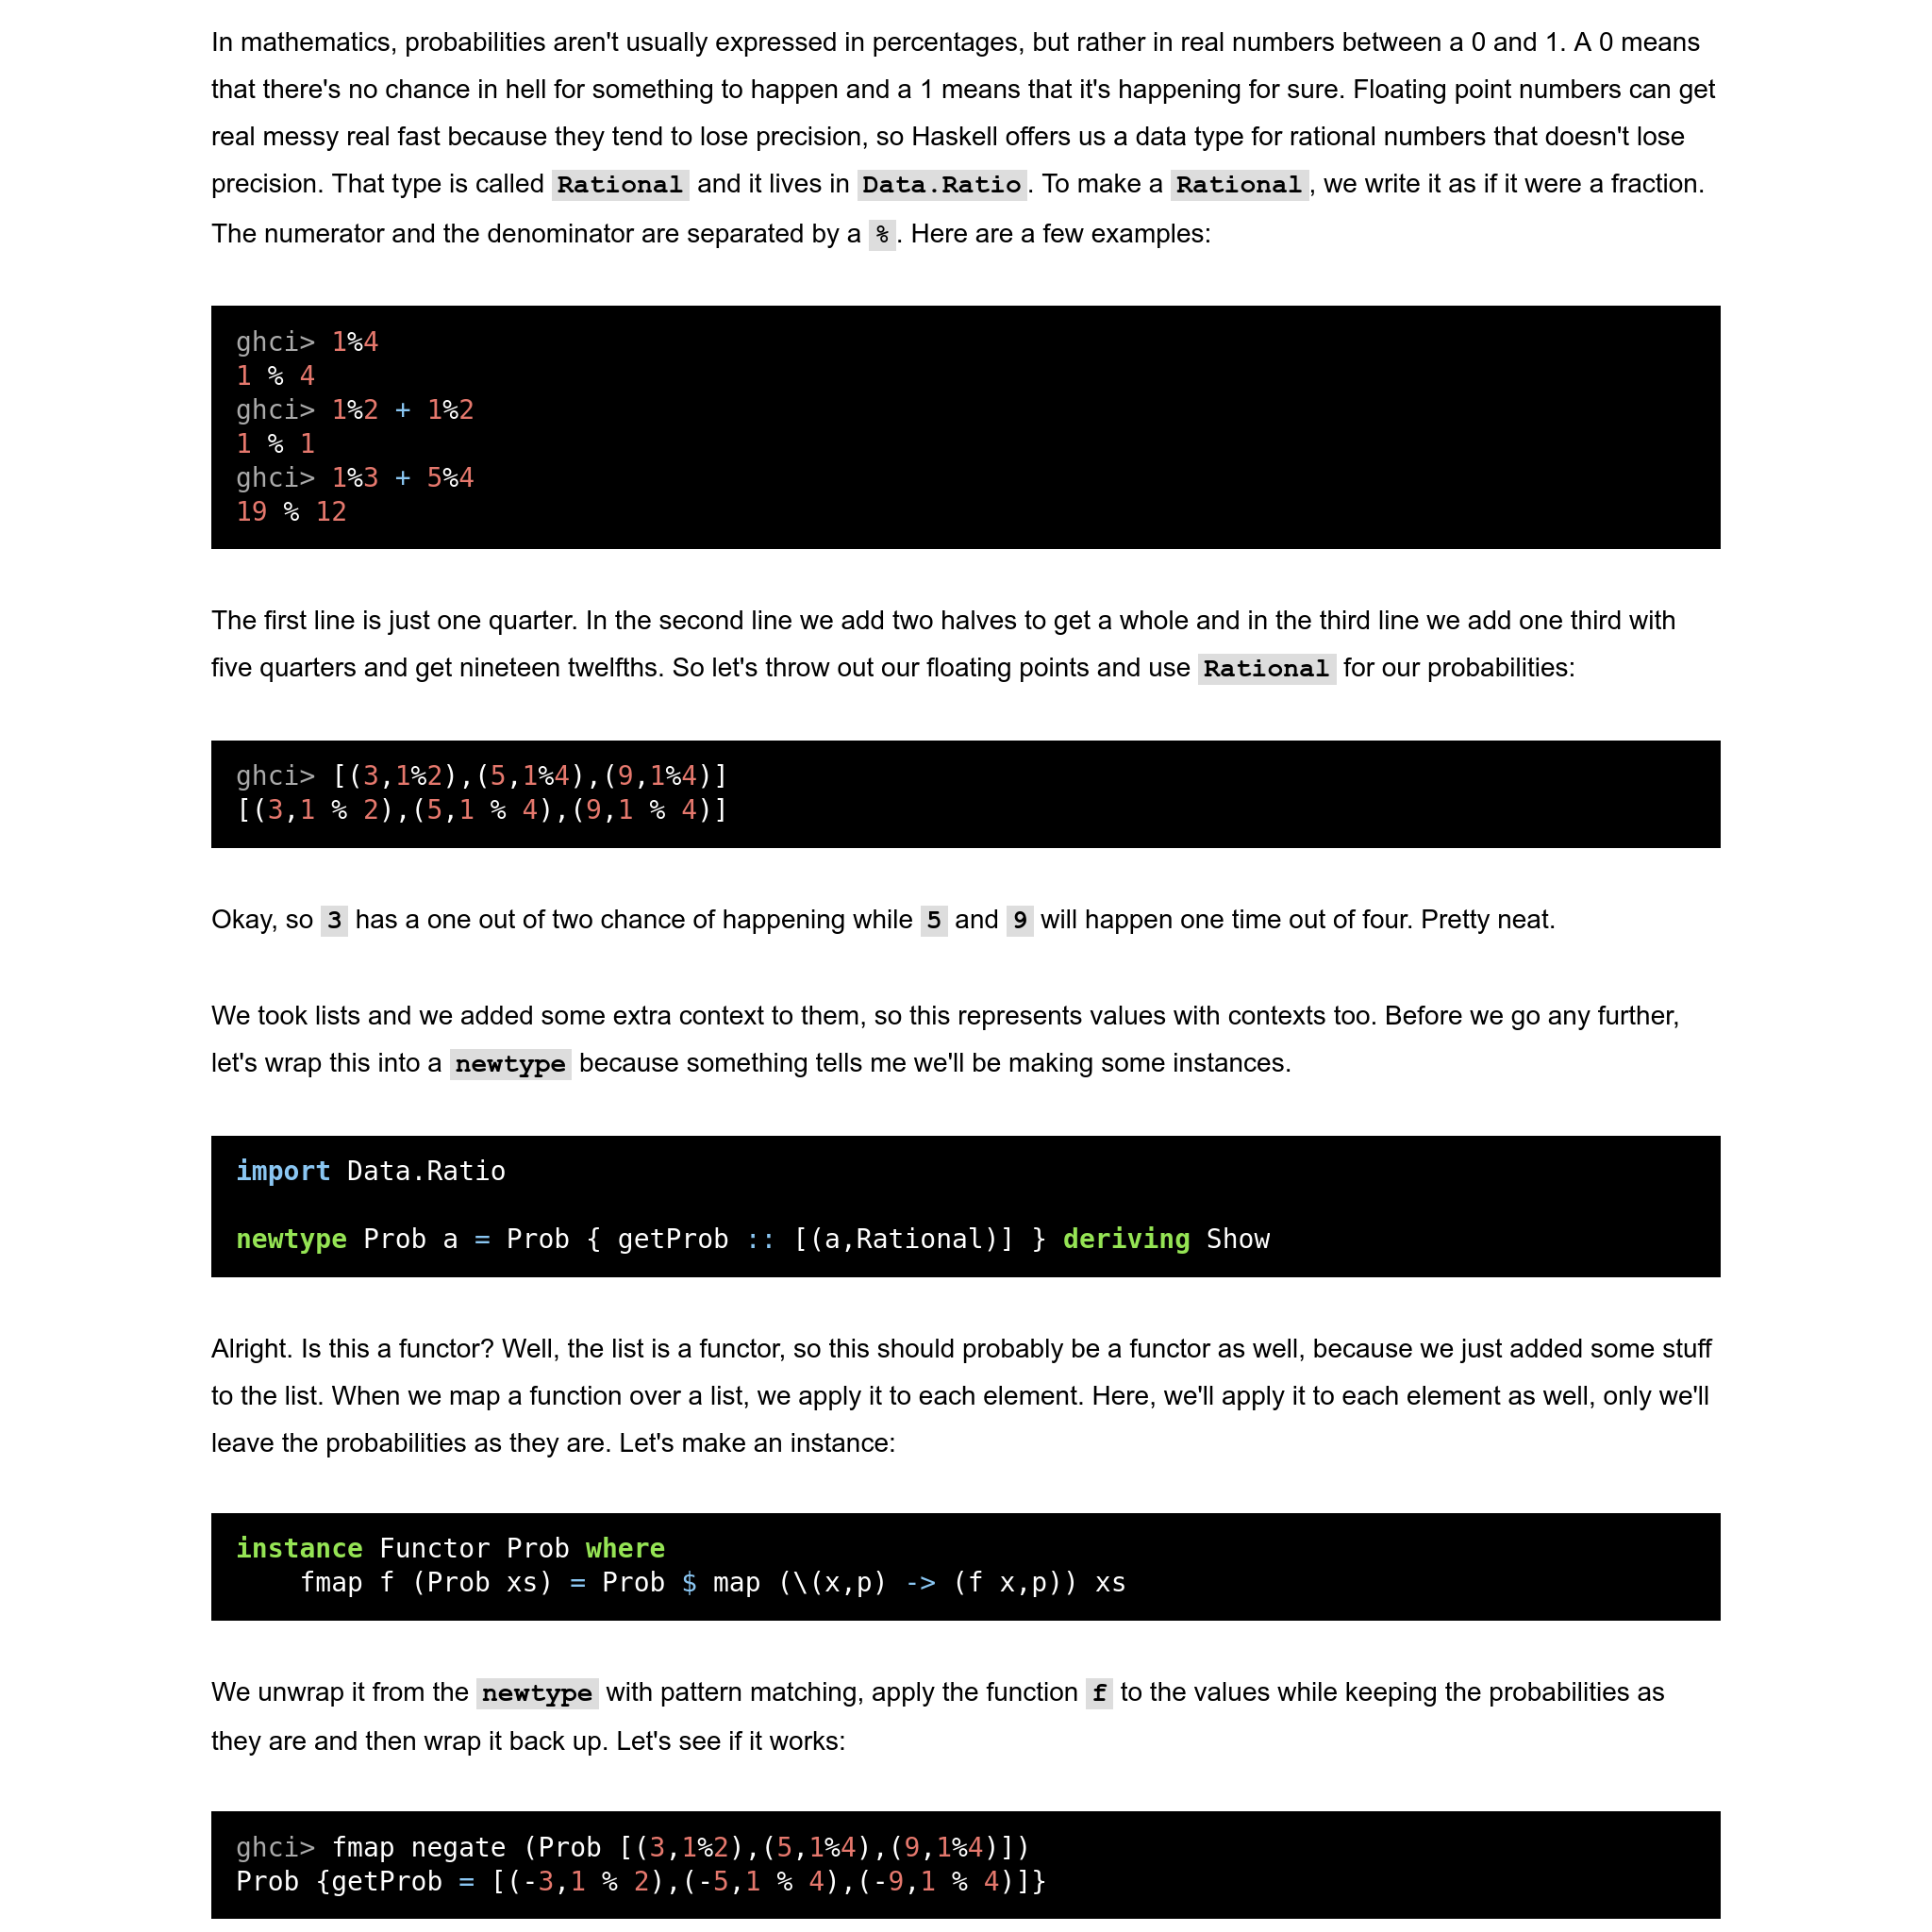 In mathematics, probabilities aren't usually expressed in percentages, but rather in real numbers between a 0 and 1. A 0 means
that there's no chance in hell for something to happen and a 1 means that it's happening for sure. Floating point numbers can get
real messy real fast because they tend to lose precision, so Haskell offers us a data type for rational numbers that doesn't lose
precision. That type is called Rational and it lives in Data.Ratio. To make a Rational, we write it as if it were a fraction.
The numerator and the denominator are separated by a %. Here are a few examples:
ghci> 1%4
1 % 4
ghci> 1%2 + 1%2
1 % 1
ghci> 1%3 + 5%4
19 % 12
The first line is just one quarter. In the second line we add two halves to get a whole and in the third line we add one third with
five quarters and get nineteen twelfths. So let's throw out our floating points and use Rational for our probabilities:
ghci> [(3,1%2),(5,1%4),(9,1%4)]
[(3,1 % 2),(5,1 % 4),(9,1 % 4)]
Okay, so 3 has a one out of two chance of happening while 5 and 9 will happen one time out of four. Pretty neat.
We took lists and we added some extra context to them, so this represents values with contexts too. Before we go any further,
let's wrap this into a newtype because something tells me we'll be making some instances.
import Data.Ratio
newtype Prob a = Prob { getProb :: [(a,Rational)] } deriving Show
Alright. Is this a functor? Well, the list is a functor, so this should probably be a functor as well, because we just added some stuff
to the list. When we map a function over a list, we apply it to each element. Here, we'll apply it to each element as well, only we'll
leave the probabilities as they are. Let's make an instance:
instance Functor Prob where
    fmap f (Prob xs) = Prob $ map (\(x,p) -> (f x,p)) xs
We unwrap it from the newtype with pattern matching, apply the function f to the values while keeping the probabilities as
they are and then wrap it back up. Let's see if it works:
ghci> fmap negate (Prob [(3,1%2),(5,1%4),(9,1%4)])
Prob {getProb = [(-3,1 % 2),(-5,1 % 4),(-9,1 % 4)]}